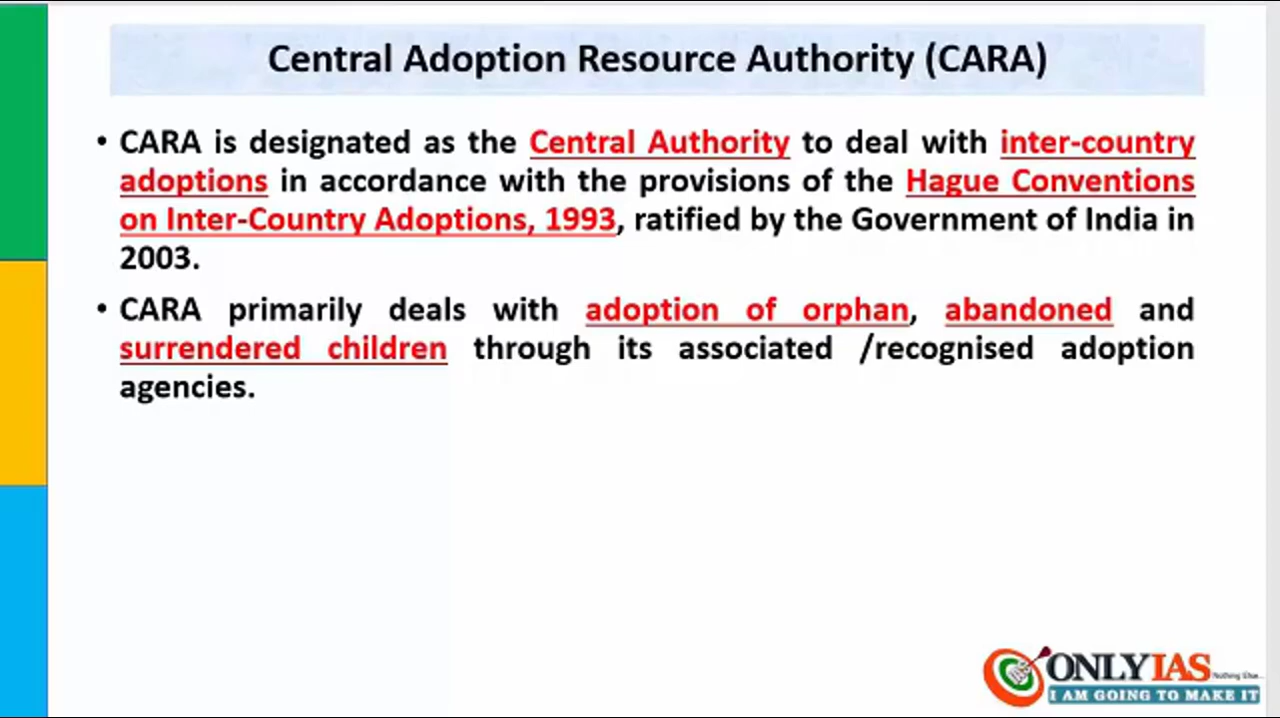 Central Adoption Resource Authority (CARA)
• CARA is designated as the Central Authority to deal with inter-country
adoptions in accordance with the provisions of the Hague Conventions
on Inter-Country Adoptions, 1993, ratified by the Government of India in
2003.
• CARA primarily deals with adoption of orphan, abandoned and
surrendered children through its associated /recognised adoption
agencies.
ONLYIAS
Nothing Else...
I AM GOING TO MAKE IT